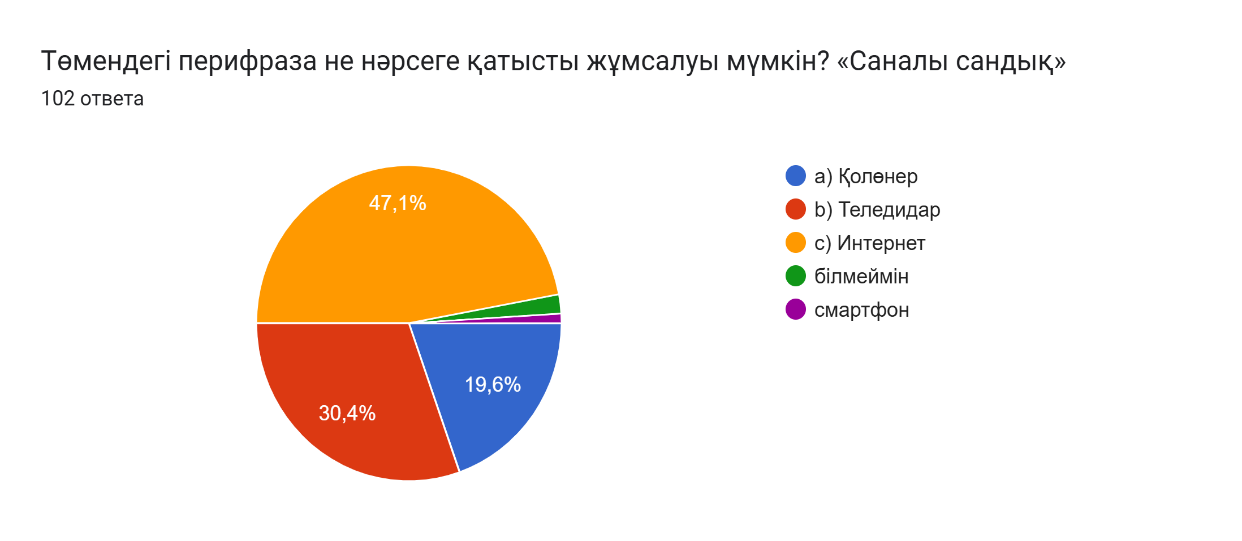 Төмендегі перифраза не нәрсеге қатысты жұмсалуы мүмкін? «Саналы сандық»
102 ответа
47,1%
19,6%
30,4%
a) Қолөнер
b) Теледидар
c) Интернет
білмеймін
смартфон